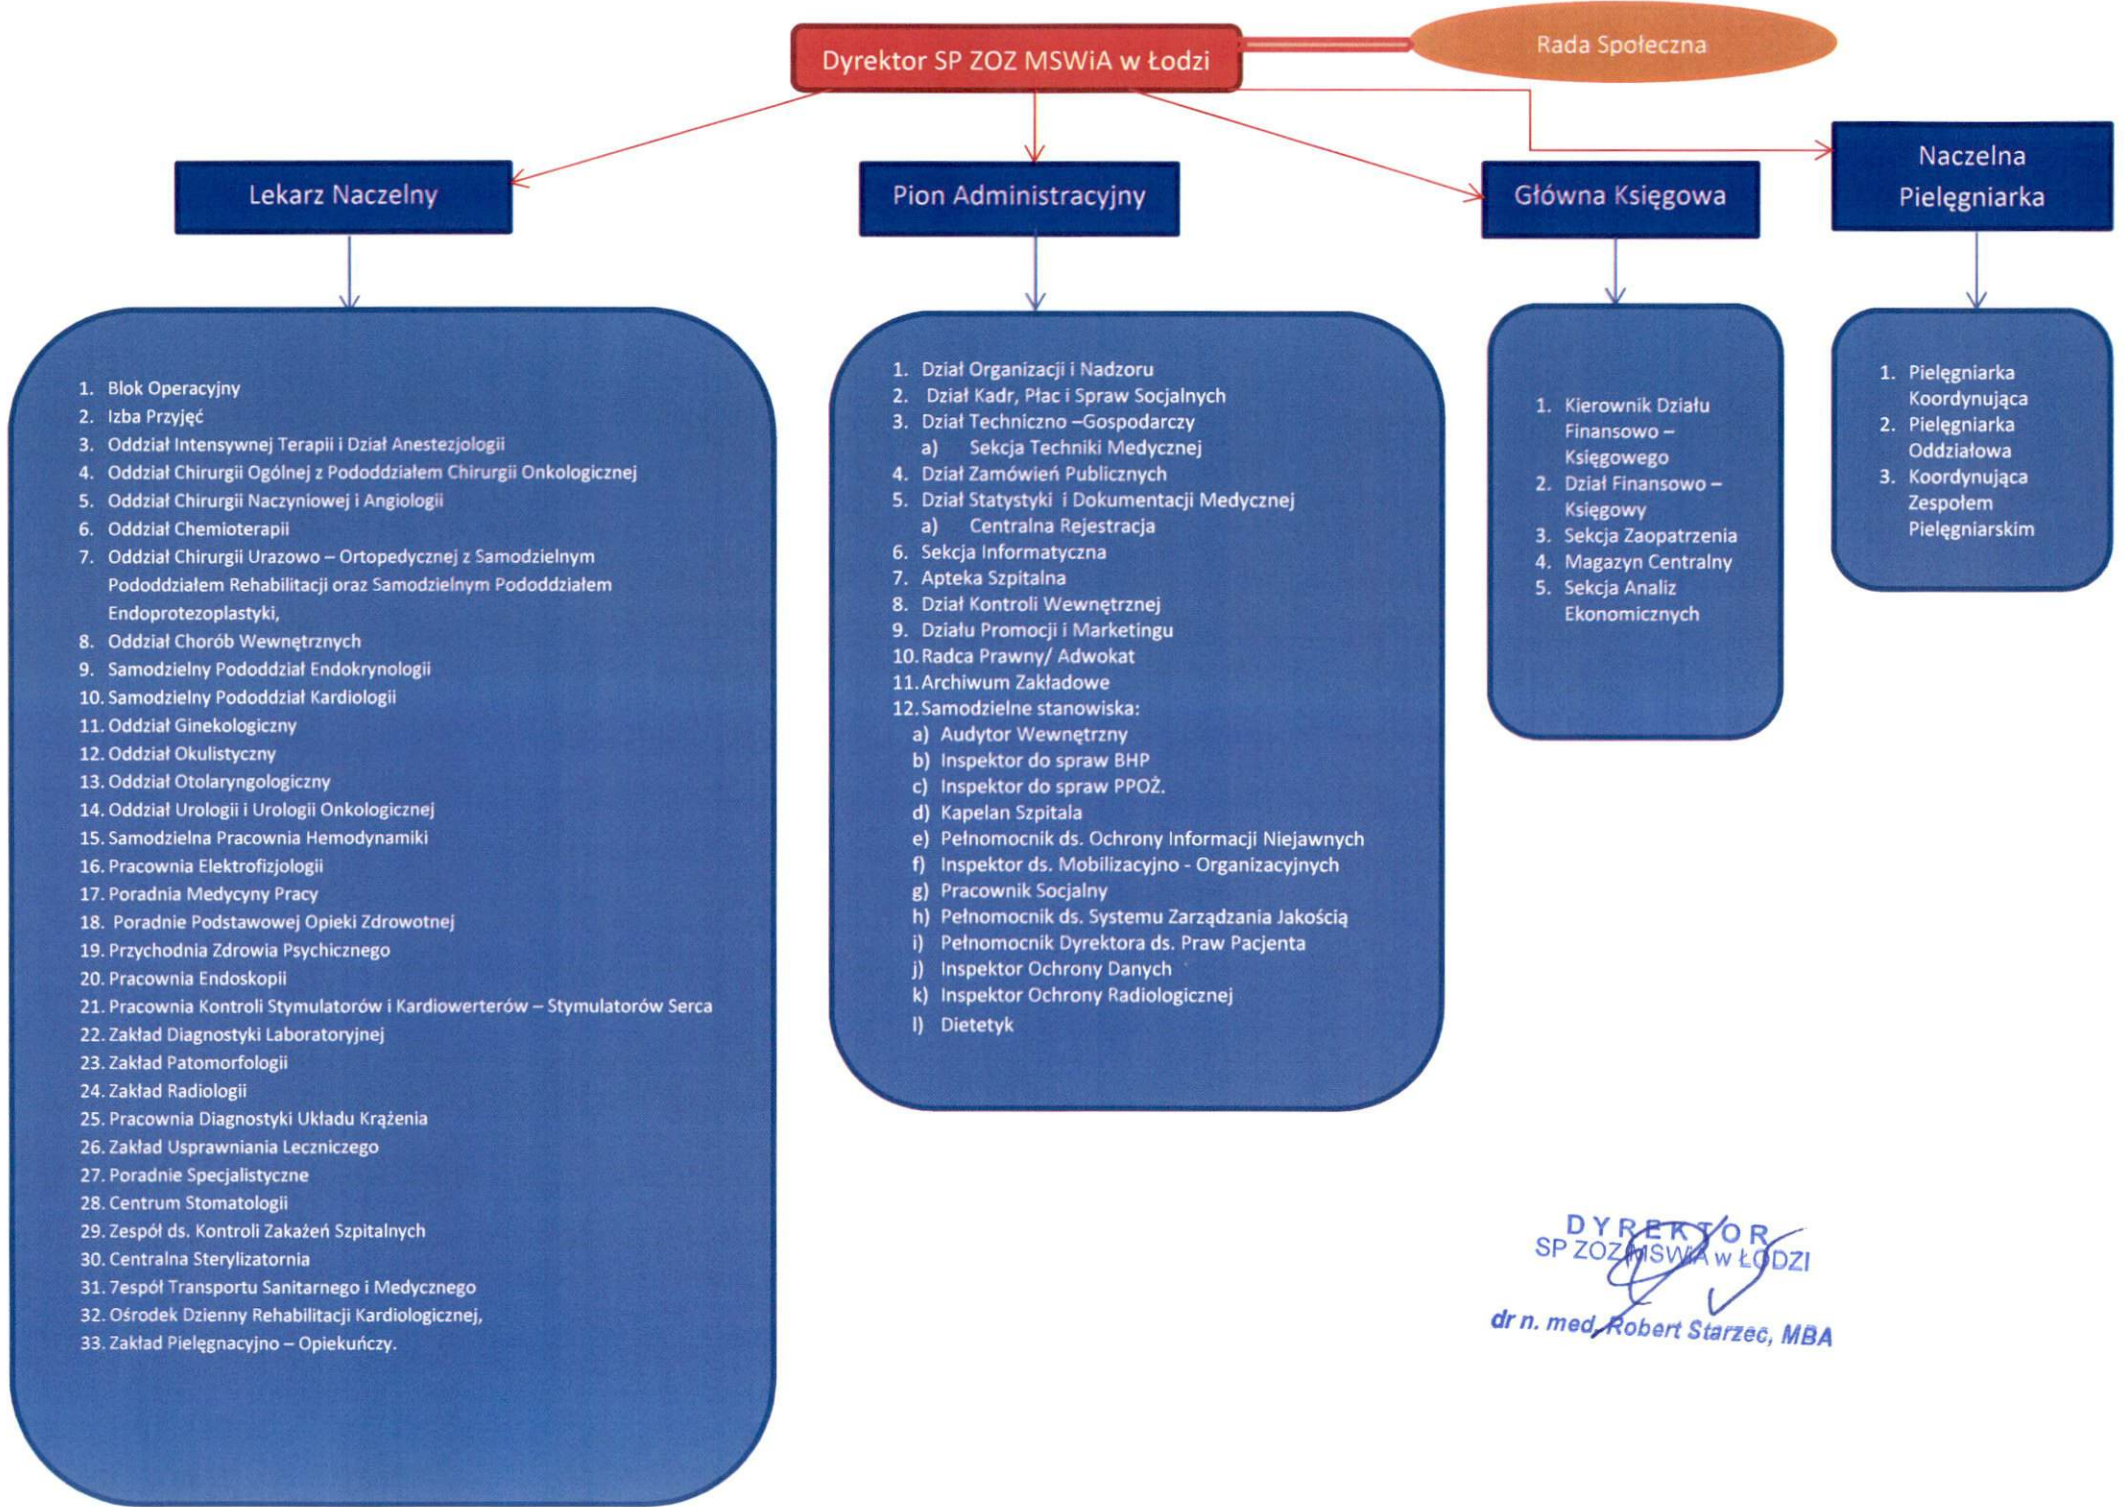 Dyrektor SP ZOZ MSWiA w Łodzi
Rada Społeczna
Lekarz Naczelny
Pion Administracyjny
Główna Księgowa
Naczelna
Pielęgniarka
1. Blok Operacyjny
2. Izba Przyjęć
3. Oddział Intensywnej Terapii i Dział Anestezjologii
4. Oddział Chirurgii Ogólnej z Pododdziałem Chirurgii Onkologicznej
5. Oddział Chirurgii Naczyniowej i Angiologii
6. Oddział Chemioterapii
7. Oddział Chirurgii Urazowo – Ortopedycznej z Samodzielnym
Pododdziałem Rehabilitacji oraz Samodzielnym Pododdziałem
Endoprotezoplastyki,
8. Oddział Chorób Wewnętrznych
9. Samodzielny Pododdział Endokrynologii
10. Samodzielny Pododdział Kardiologii
11. Oddział Ginekologiczny
12. Oddział Okulistyczny
13. Oddział Otolaryngologiczny
14. Oddział Urologii i Urologii Onkologicznej
15. Samodzielna Pracownia Hemodynamiki
16. Pracownia Elektrofizjologii
17. Poradnia Medycyny Pracy
18. Poradnie Podstawowej Opieki Zdrowotnej
19. Przychodnia Zdrowia Psychicznego
20. Pracownia Endoskopii
21. Pracownia Kontroli Stymulatorów i Kardiowerterów – Stymulatorów Serca
22. Zakład Diagnostyki Laboratoryjnej
23. Zakład Patomorfologii
24. Zakład Radiologii
25. Pracownia Diagnostyki Układu Krążenia
26. Zakład Usprawniania Leczniczego
27. Poradnie Specjalistyczne
28. Centrum Stomatologii
29. Zespół ds. Kontroli Zakażeń Szpitalnych
30. Centralna Sterylizatornia
31. 7espół Transportu Sanitarnego i Medycznego
32. Ośrodek Dzienny Rehabilitacji Kardiologicznej,
33. Zakład Pielęgnacyjno – Opiekuńczy.
1. Dział Organizacji i Nadzoru
2. Dział Kadr, Płac i Spraw Socjalnych
3. Dział Techniczno –Gospodarczy
a) Sekcja Techniki Medycznej
4. Dział Zamówień Publicznych
5. Dział Statystyki i Dokumentacji Medycznej
a) Centralna Rejestracja
6. Sekcja Informatyczna
7. Apteka Szpitalna
8. Dział Kontroli Wewnętrznej
9. Działu Promocji i Marketingu
10. Radca Prawny/ Adwokat
11. Archiwum Zakładowe
12. Samodzielne stanowiska:
a) Audytor Wewnętrzny
b) Inspektor do spraw BHP
c) Inspektor do spraw PPOŻ.
d) Kapelan Szpitala
e) Pełnomocnik ds. Ochrony Informacji Niejawnych
f) Inspektor ds. Mobilizacyjno - Organizacyjnych
g) Pracownik Socjalny
h) Pełnomocnik ds. Systemu Zarządzania Jakością
i) Pełnomocnik Dyrektora ds. Praw Pacjenta
j) Inspektor Ochrony Danych
k) Inspektor Ochrony Radiologicznej
l) Dietetyk
1. Kierownik Działu
Finansowo –
Księgowego
2. Dział Finansowo –
Księgowy
3. Sekcja Zaopatrzenia
4. Magazyn Centralny
5. Sekcja Analiz
Ekonomicznych
1. Pielęgniarka
Koordynująca
2. Pielęgniarka
Oddziałowa
3. Koordynująca
Zespołem
Pielęgniarskim
DYREKTOR
SP ZOZ MSWiA w ŁODZI
dr n. med. Robert Starzec, MBA